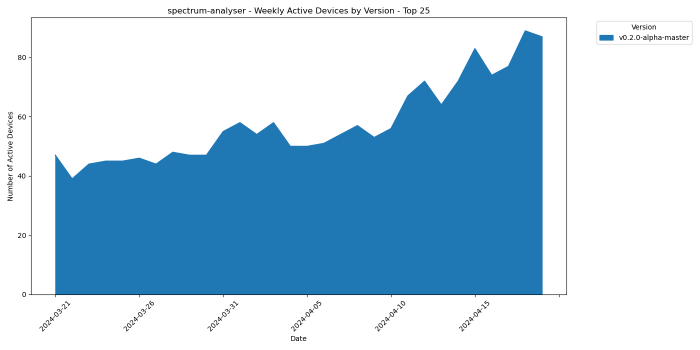 spectrum-analyser - Weekly Active Devices by Version - Top 25
Version
v0.2.0-alpha-master
Number of Active Devices
80
60
40
20
0
2024-03-21
2024-03-26
2024-03-31
2024-04-05
2024-04-10
2024-04-15
Date